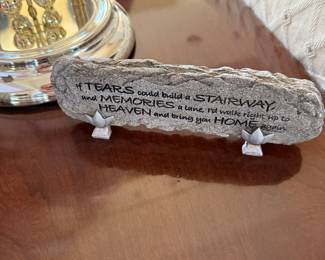 If TEARS could build a STAIRWAY,
and MEMORIES a lane, I'd walk right up to
HEAVEN and bring you HOME again